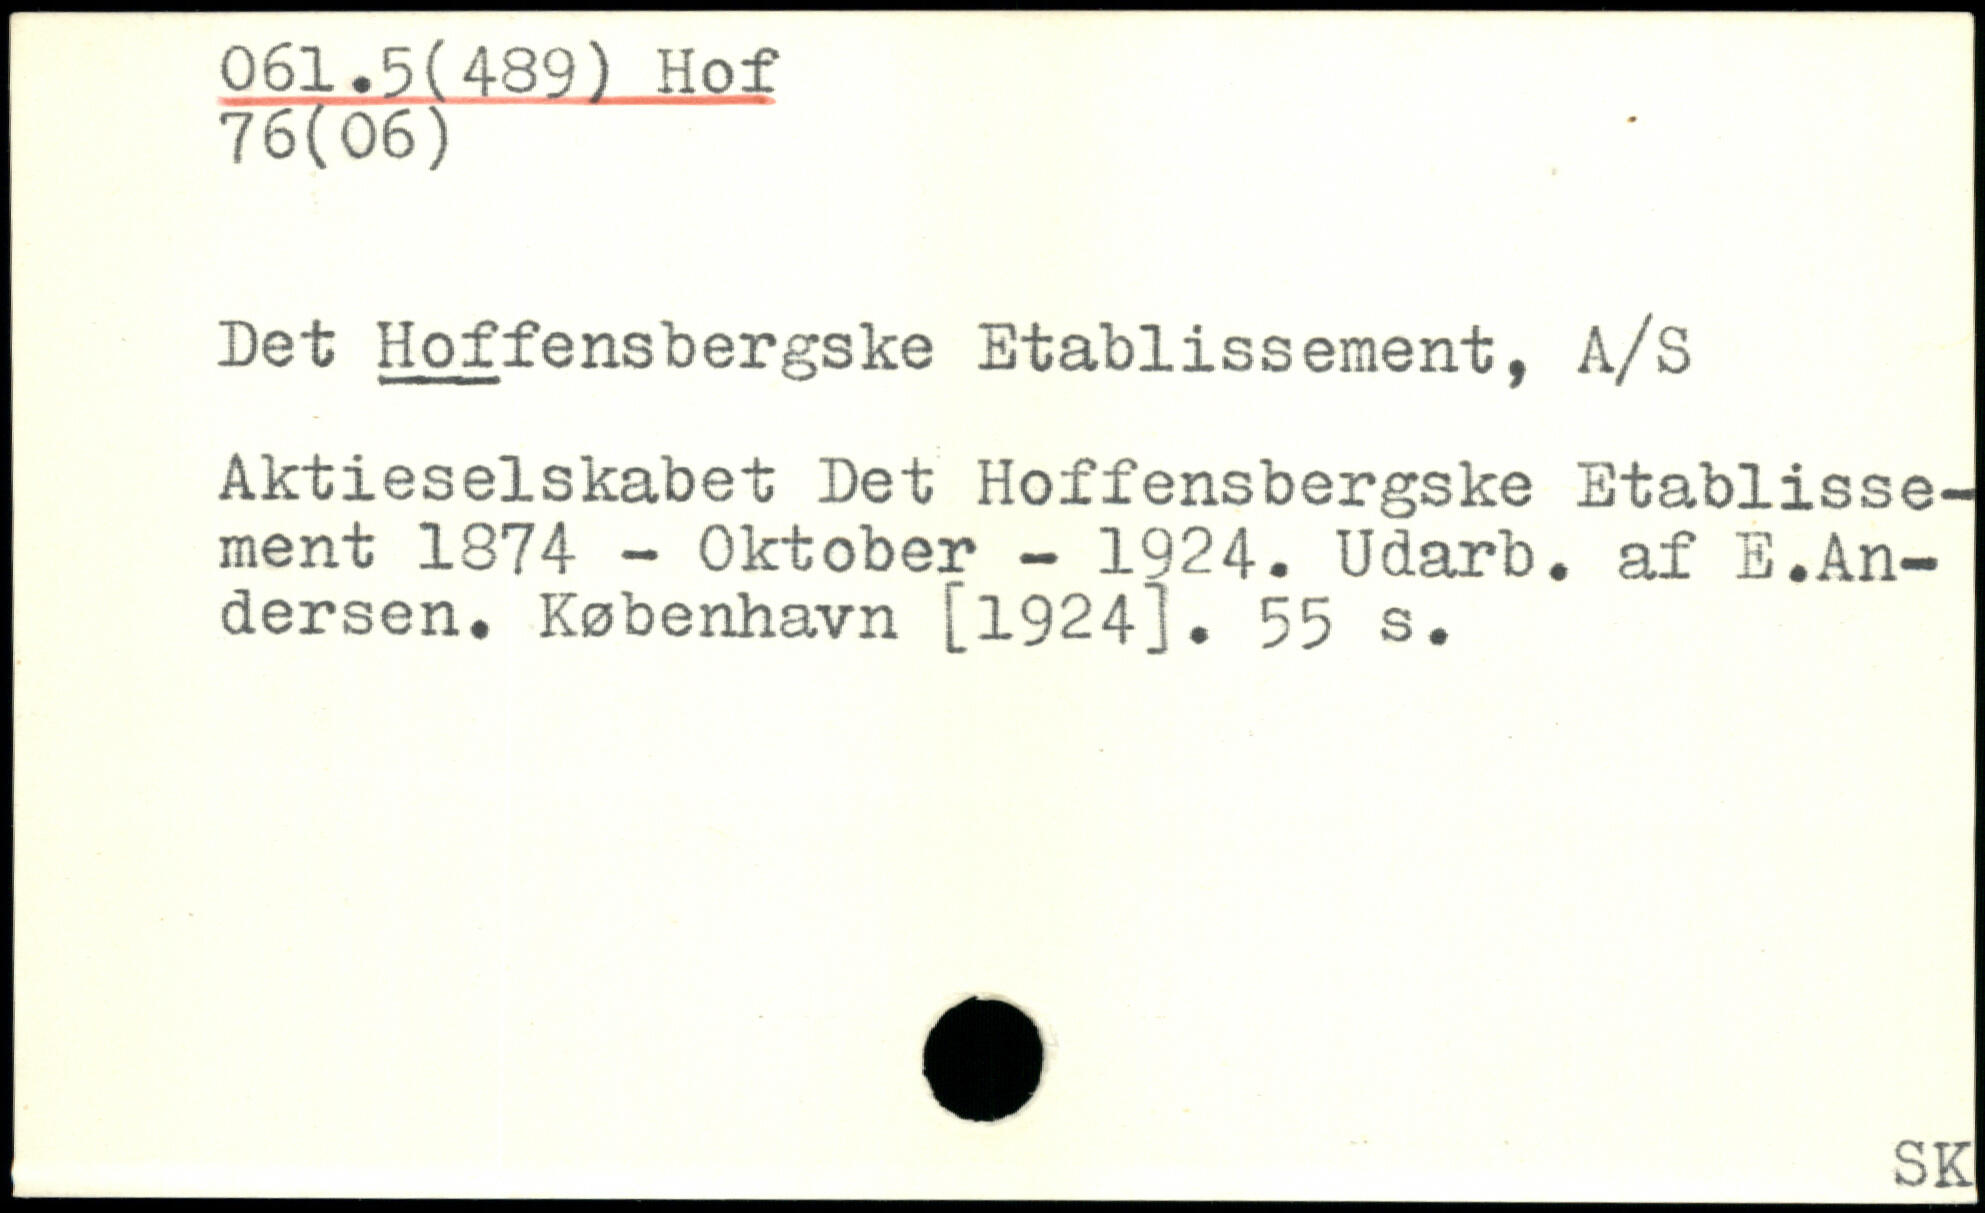 061.5(489) Hof
76(06)
Det Hoffensbergske Etablissement, A/S
Aktieselskabet Det Hoffensbergske Etablisse-
ment 1874 - Oktober - 1924. Udarb. af E.An-
dersen. København [1924]. 55 s.
SK